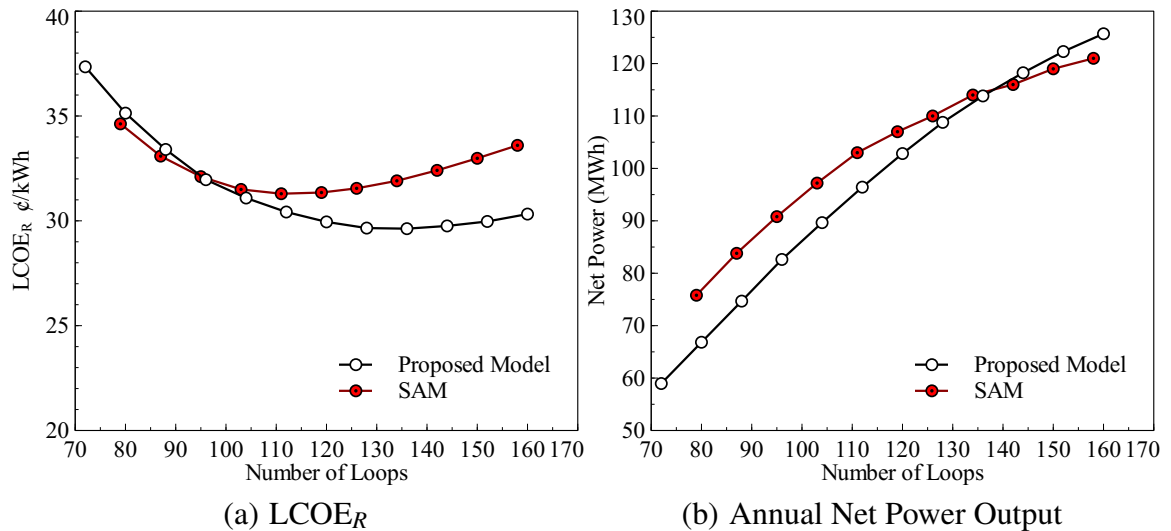 40
35
30
25
20
LCOER ¢/kWh
Proposed Model
SAM
70 80 90 100 110 120 130 140 150 160 170
Number of Loops
(a) LCOER
130
120
110
100
90
80
70
60
50
Net Power (MWh)
Proposed Model
SAM
70 80 90 100 110 120 130 140 150 160 170
Number of Loops
(b) Annual Net Power Output